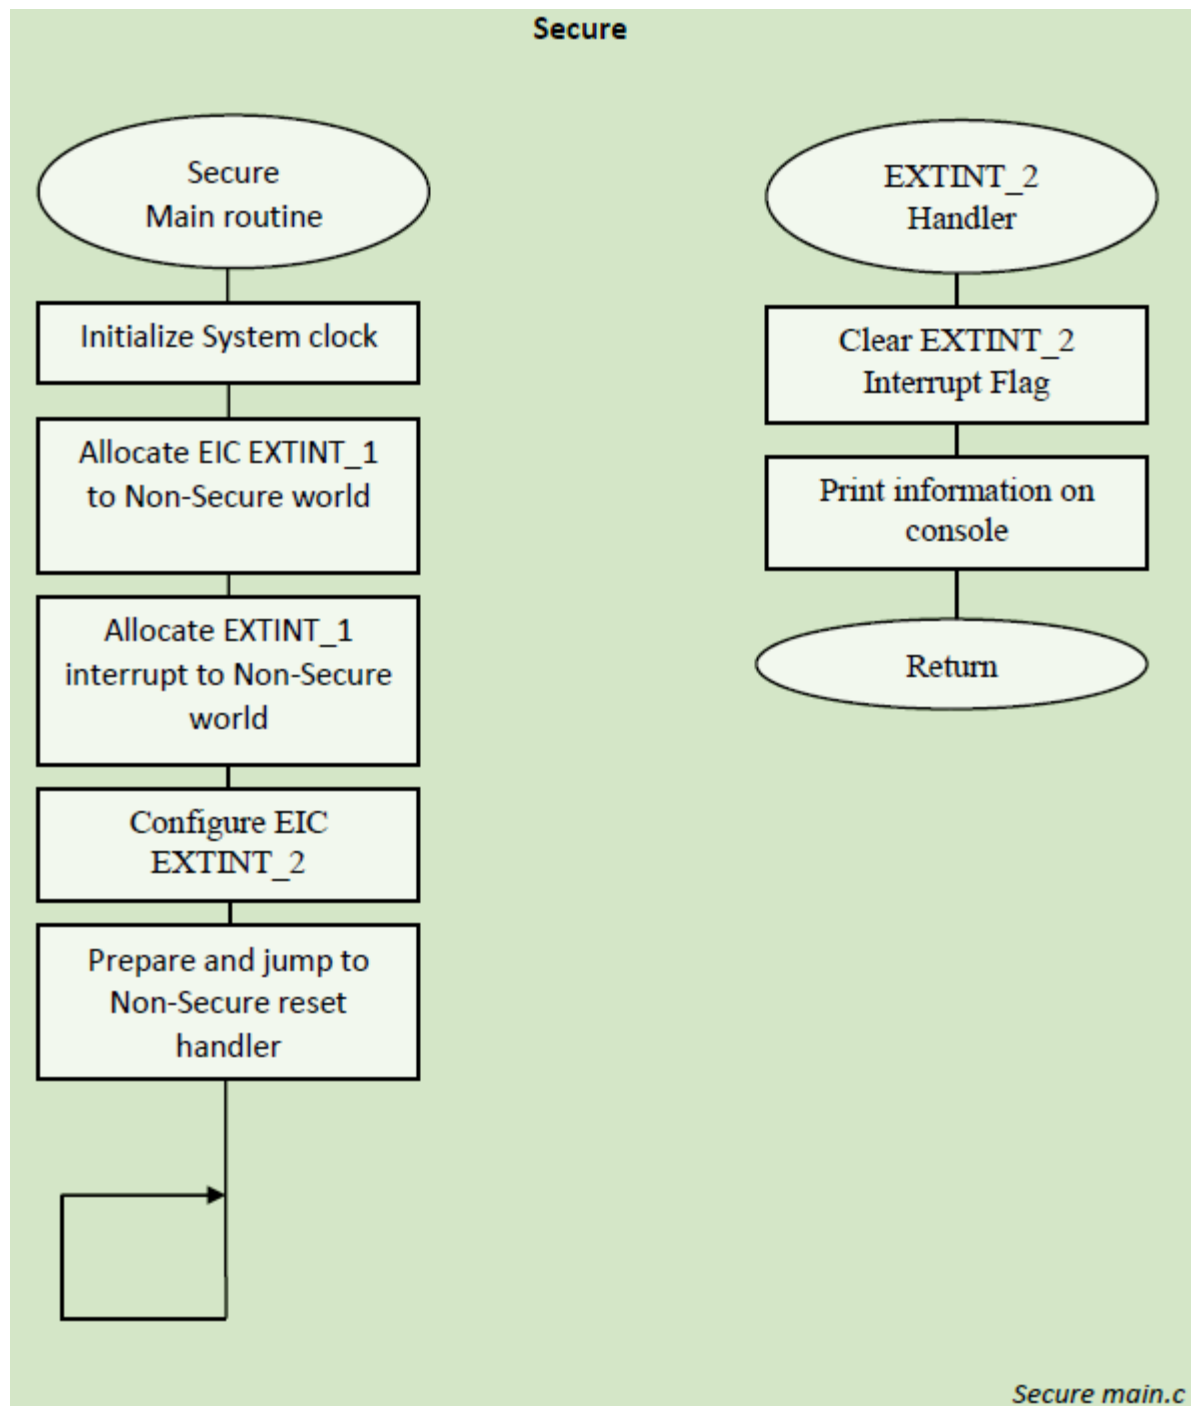 Secure
Secure
Main routine
Initialize System clock
Allocate EIC EXTINT_1
to Non-Secure world
Allocate EXTINT_1
interrupt to Non-Secure
world
Configure EIC
EXTINT_2
Prepare and jump to
Non-Secure reset
handler
EXTINT_2
Handler
Clear EXTINT_2
Interrupt Flag
Print information on
console
Return
Secure main.c